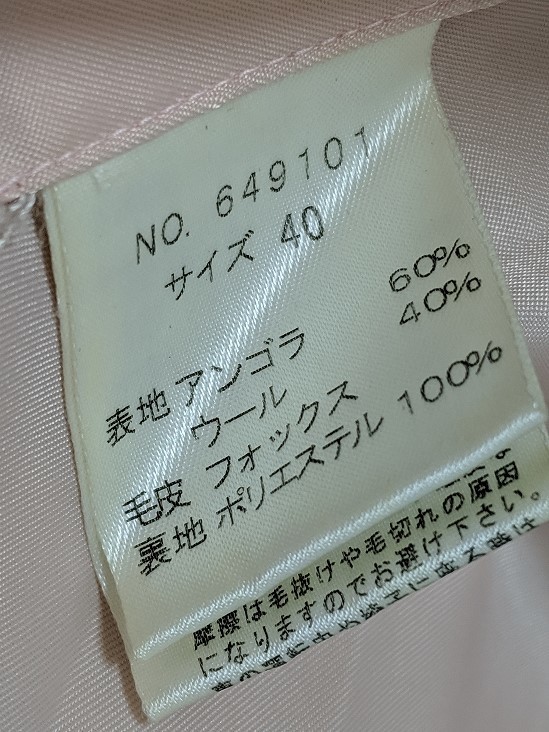 NO. 649101
サイズ 40
表地 アンゴラ 60%
ウール 40%
毛皮 フォックス
裏地 ポリエステル 100%
摩擦は毛抜けや毛切れの原因
になりますのでお避け下さい。